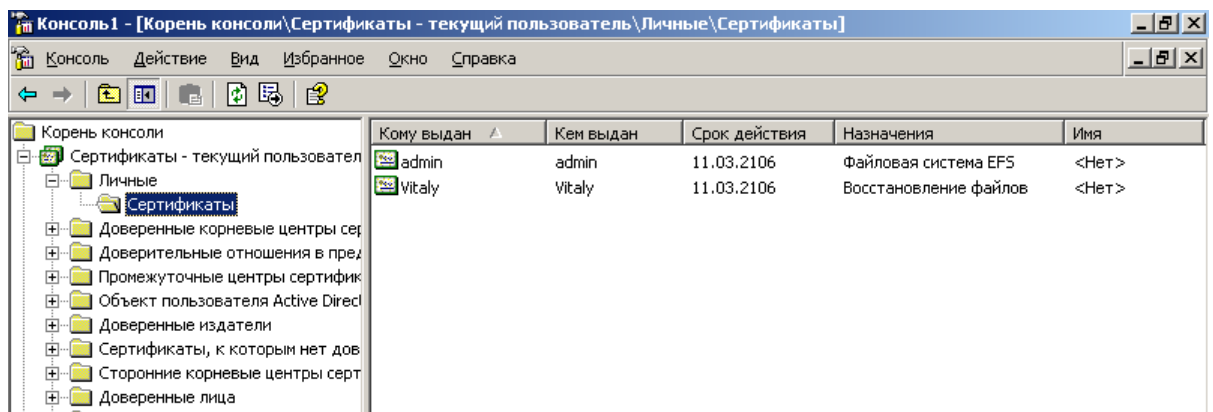 Консоль1 - [Корень консоли\Сертификаты - текущий пользователь\Личные\Сертификаты]
Консоль Действие Вид Избранное Окно Справка
Корень консоли
Сертификаты - текущий пользовател
Личные
Сертификаты
Доверенные корневые центры сер
Доверительные отношения в пред
Промежуточные центры сертифик
Объект пользователя Active Direct
Доверенные издатели
Сертификаты, к которым нет дов
Сторонние корневые центры серт
Доверенные лица
Кому выдан Кем выдан Срок действия Назначения Имя
admin admin 11.03.2106 Файловая система EFS <Нет>
Vitaly Vitaly 11.03.2106 Восстановление файлов <Нет>